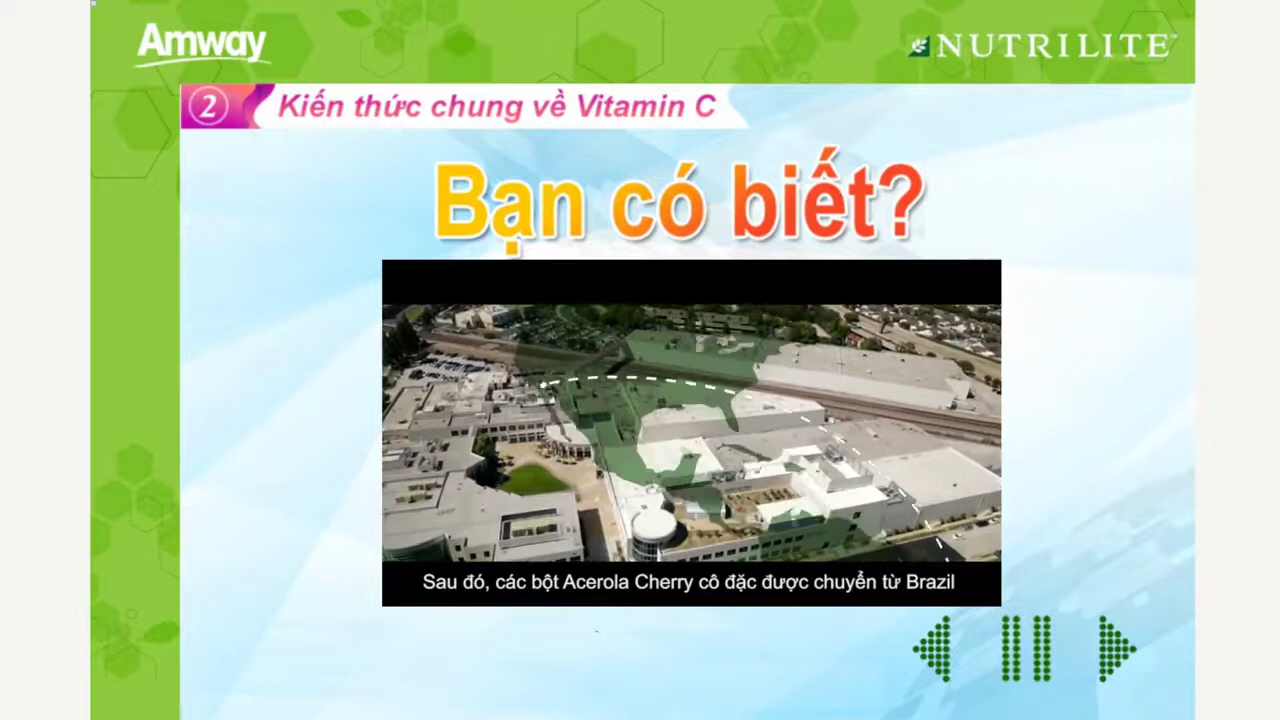 Amway
NUTRILITE™
2 Kiến thức chung về Vitamin C
Bạn có biết?
Sau đó, các bột Acerola Cherry cô đặc được chuyển từ Brazil